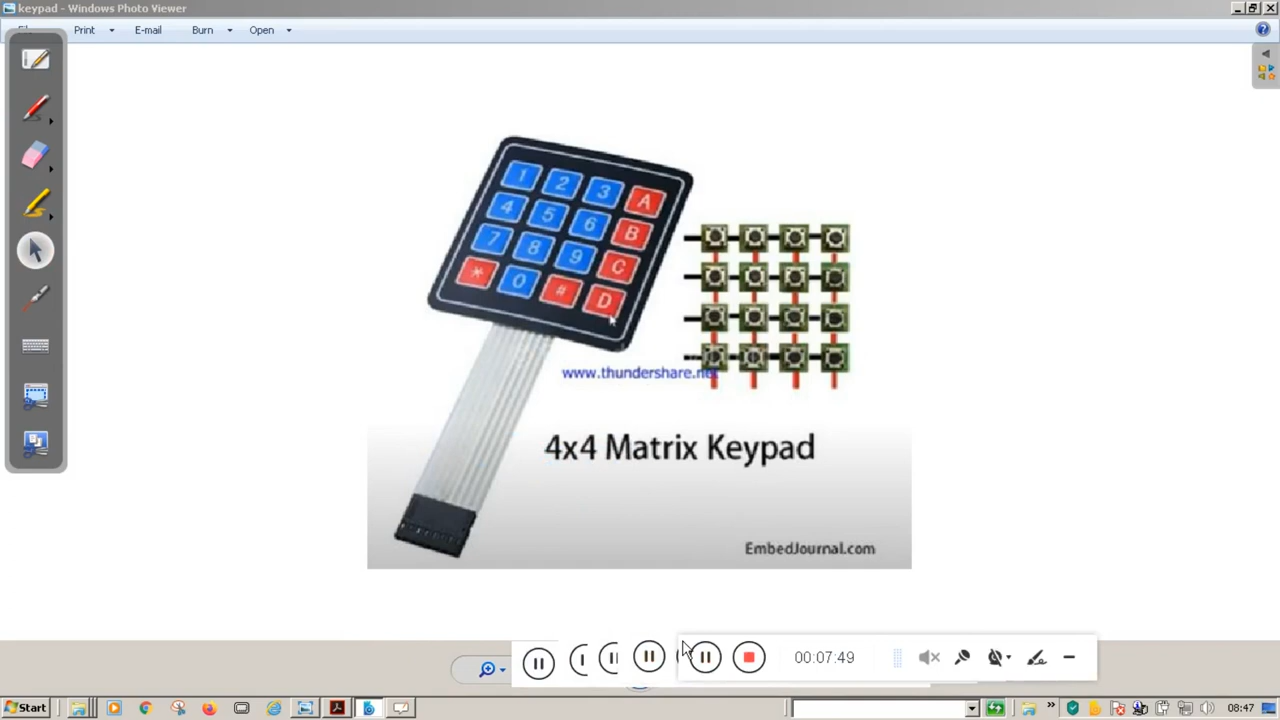 keypad - Windows Photo Viewer
Print E-mail Burn Open
1 2 3 A
4 5 6 B
7 8 9 C
* 0 # D
www.thundershare.net
4x4 Matrix Keypad
EmbedJournal.com
00:07:49
Start
08:47